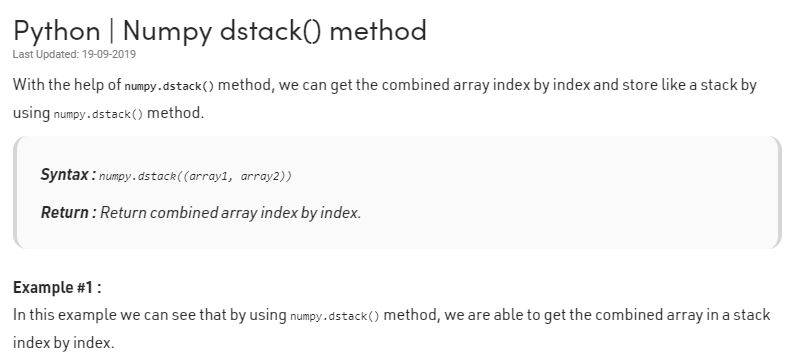 Python | Numpy dstack() method
Last Updated: 19-09-2019
With the help of numpy.dstack() method, we can get the combined array index by index and store like a stack by
using numpy.dstack() method.
Syntax : numpy.dstack((array1, array2))
Return : Return combined array index by index.
Example #1 :
In this example we can see that by using numpy.dstack() method, we are able to get the combined array in a stack
index by index.